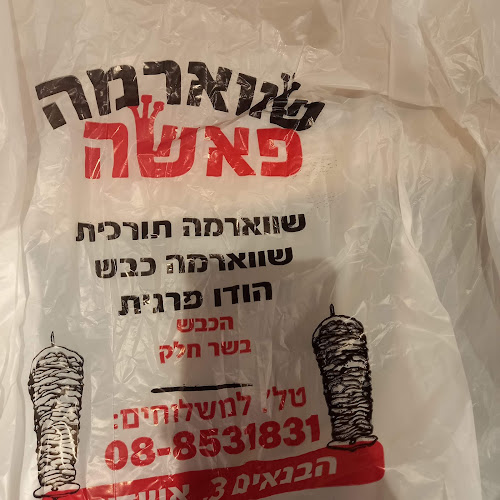 שווארמה
פאשה
שווארמה תורכית
שווארמה כבש
הודו פרגית
הכבש
בשר חלק
טל׳ למשלוחים:
08-8531831
הבנאים 3,